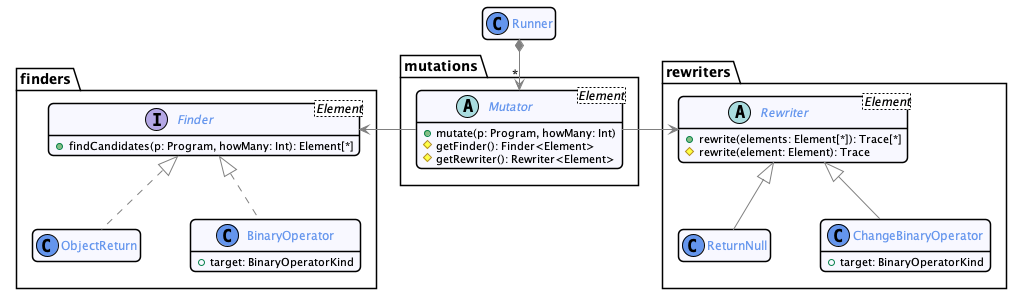 C Runner
*
finders
I Finder
Element
findCandidates(p: Program, howMany: Int): Element[*]
C ObjectReturn
C BinaryOperator
target: BinaryOperatorKind
mutations
A Mutator
Element
mutate(p: Program, howMany: Int)
getFinder(): Finder<Element>
getRewriter(): Rewriter<Element>
rewriters
A Rewriter
Element
rewrite(elements: Element[*]): Trace[*]
rewrite(element: Element): Trace
C ReturnNull
C ChangeBinaryOperator
target: BinaryOperatorKind